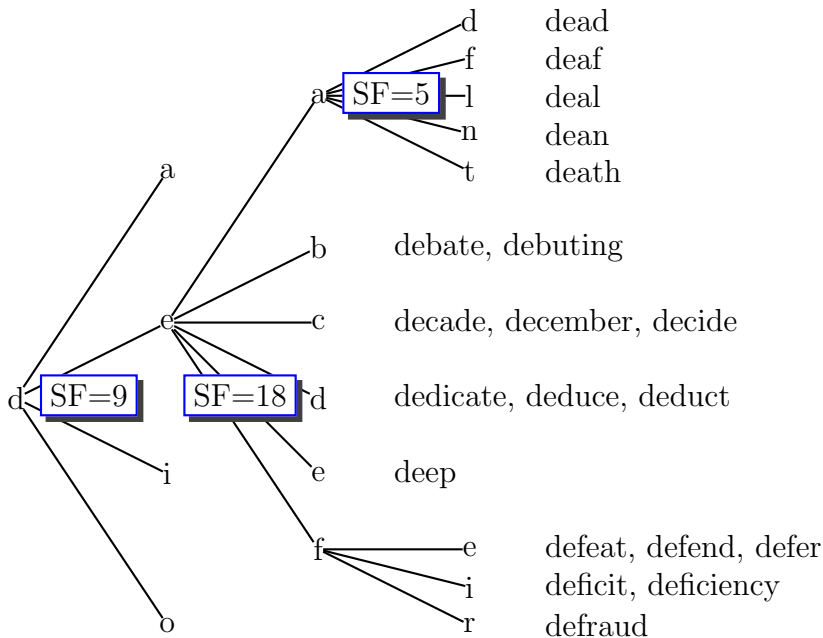 d dead
f deaf
a SF=5 l deal
n dean
t death
a
b debate, debuting
e c decade, december, decide
d SF=9 SF=18 d dedicate, deduce, deduct
i e deep
f e defeat, defend, defer
i deficit, deficiency
o r defraud